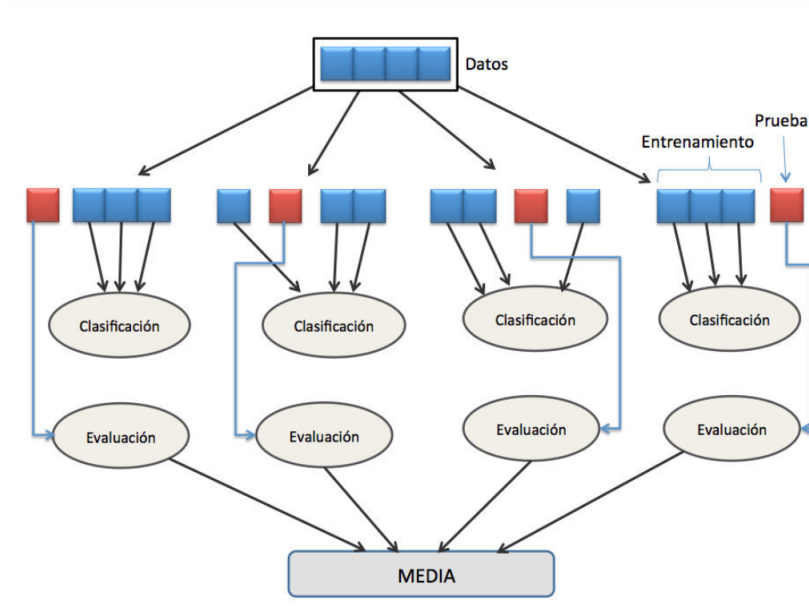 Datos
Prueba
Entrenamiento
Clasificación
Clasificación
Clasificación
Clasificación
Evaluación
Evaluación
Evaluación
Evaluación
MEDIA